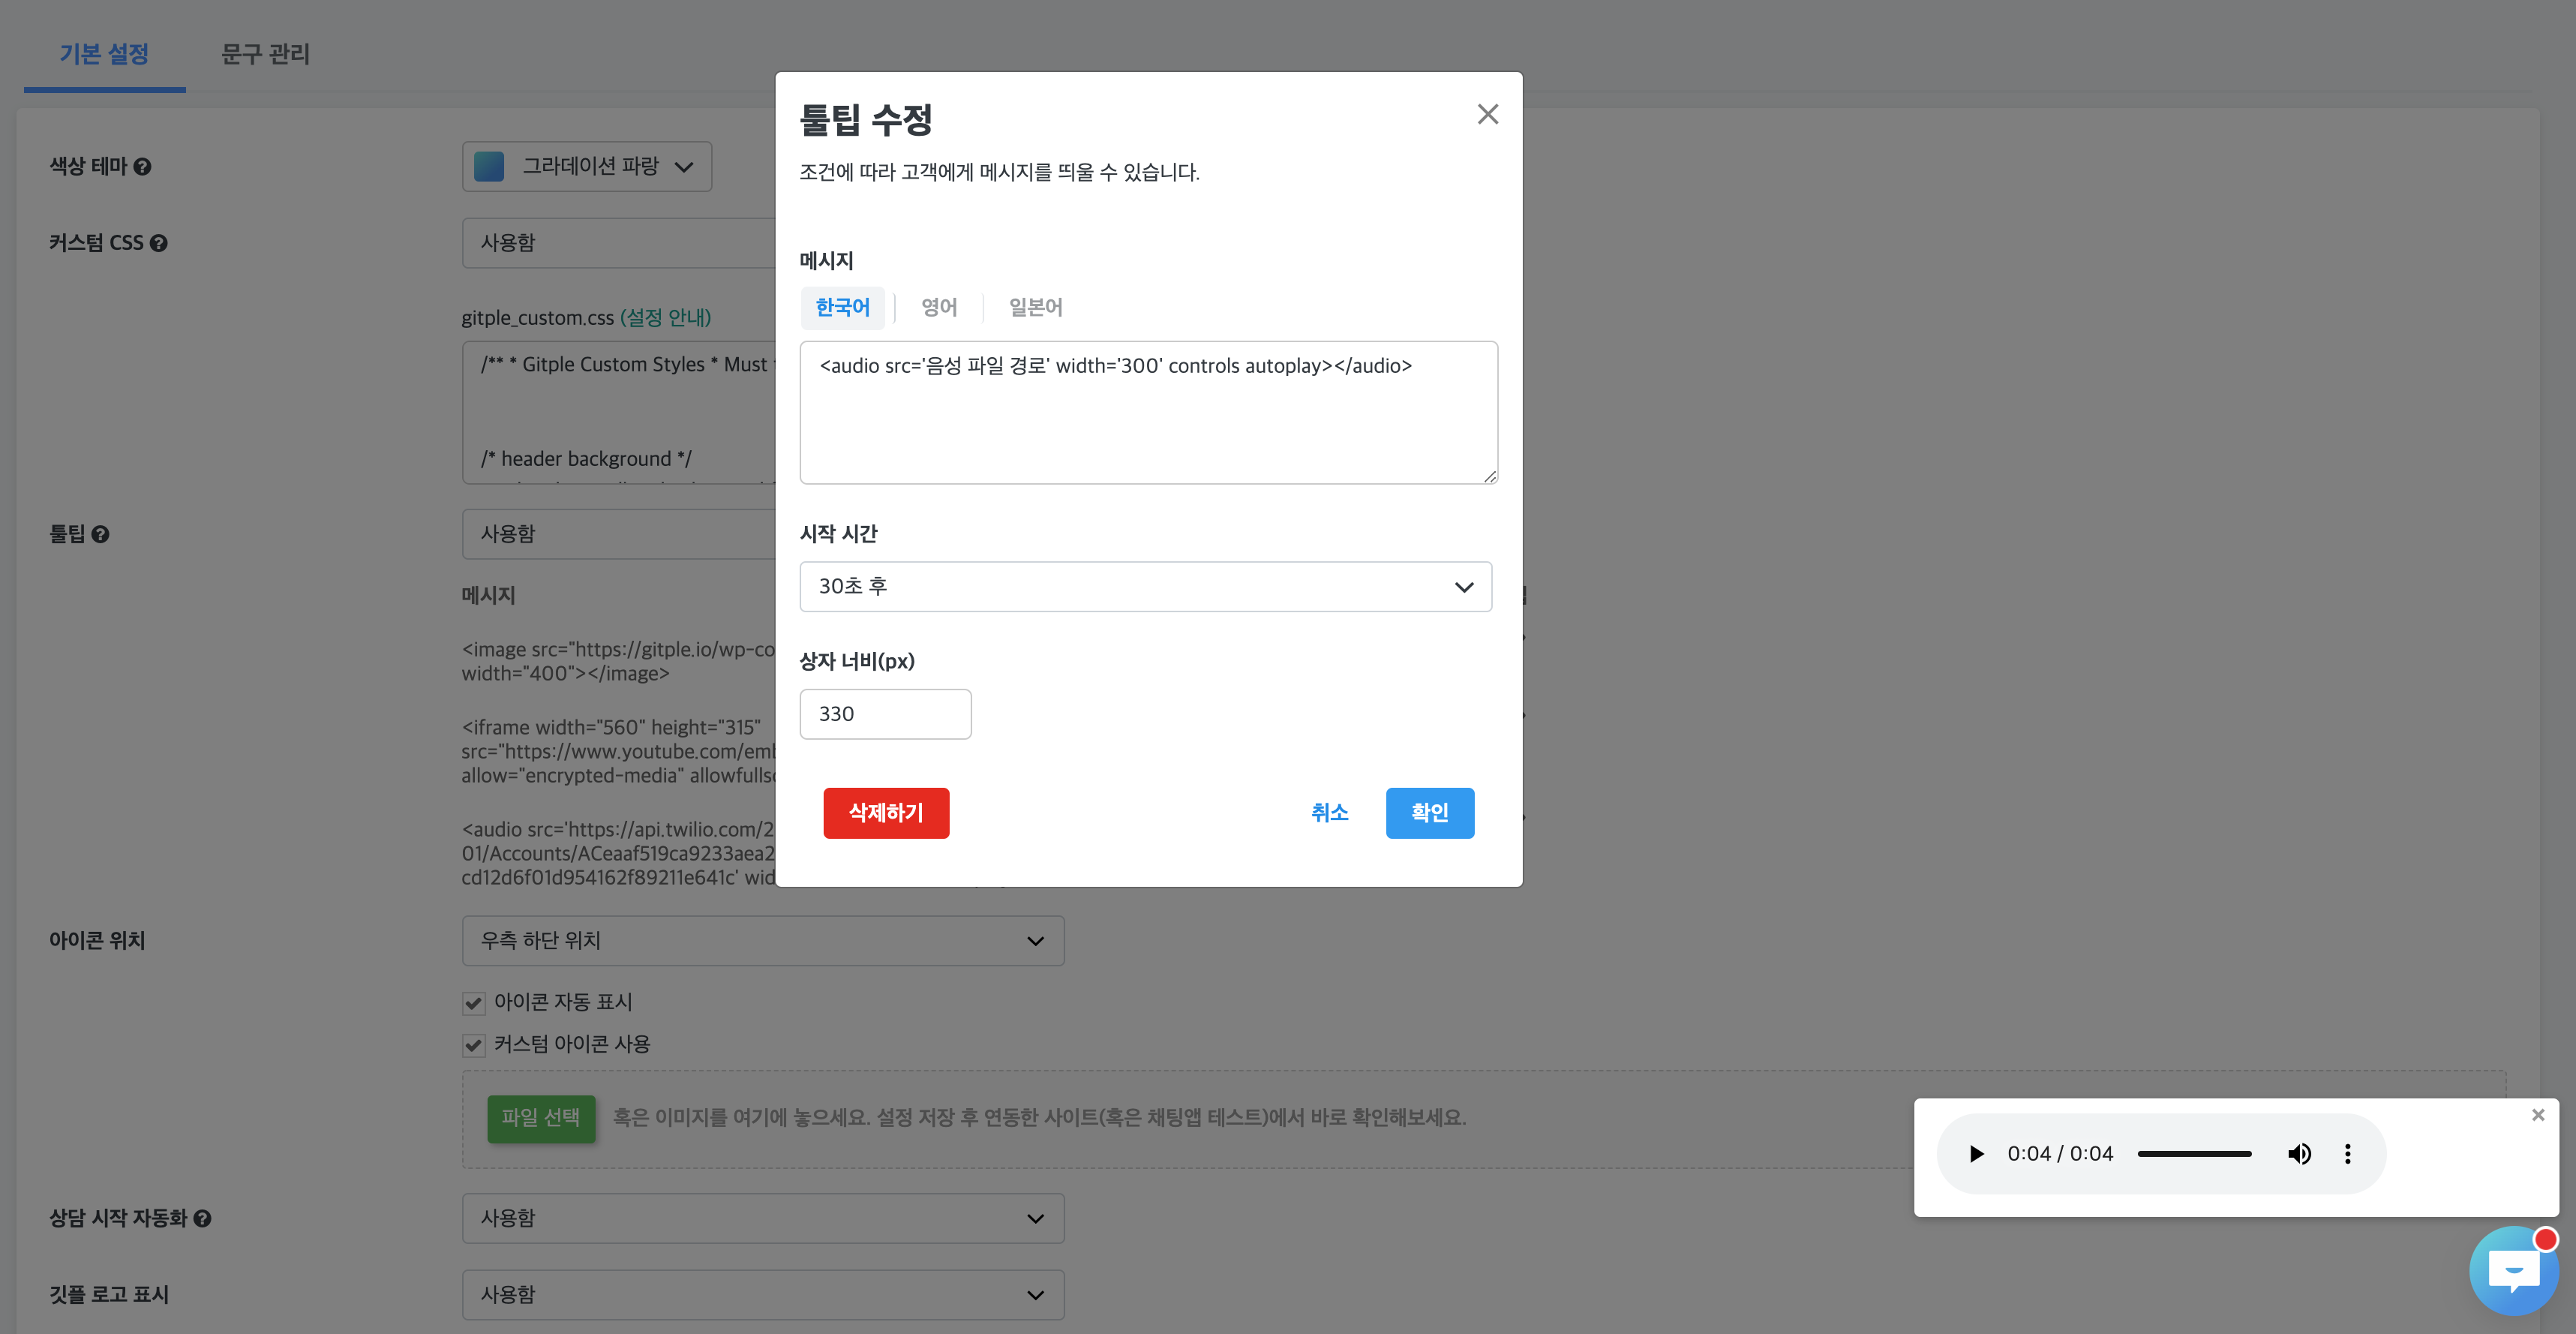 기본 설정
문구 관리
색상 테마
그라데이션 파랑
커스텀 CSS
사용함
gitple_custom.css (설정 안내)
/** * Gitple Custom Styles * Must
/* header background */
툴팁
사용함
메시지
<image src="https://gitple.io/wp-co
width="400"></image>
<iframe width="560" height="315"
src="https://www.youtube.com/emb
allow="encrypted-media" allowfulls
<audio src='https://api.twilio.com/2
01/Accounts/ACeaaf519ca9233aea2
cd12d6f01d954162f89211e641c' wid
아이콘 위치
우측 하단 위치
아이콘 자동 표시
커스텀 아이콘 사용
파일 선택
혹은 이미지를 여기에 놓으세요. 설정 저장 후 연동한 사이트(혹은 채팅앱 테스트)에서 바로 확인해보세요.
상담 시작 자동화
사용함
깃플 로고 표시
사용함
툴팁 수정
조건에 따라 고객에게 메시지를 띄울 수 있습니다.
메시지
한국어
영어
일본어
<audio src='음성 파일 경로' width='300' controls autoplay></audio>
시작 시간
30초 후
상자 너비(px)
330
삭제하기
취소
확인
0:04 / 0:04